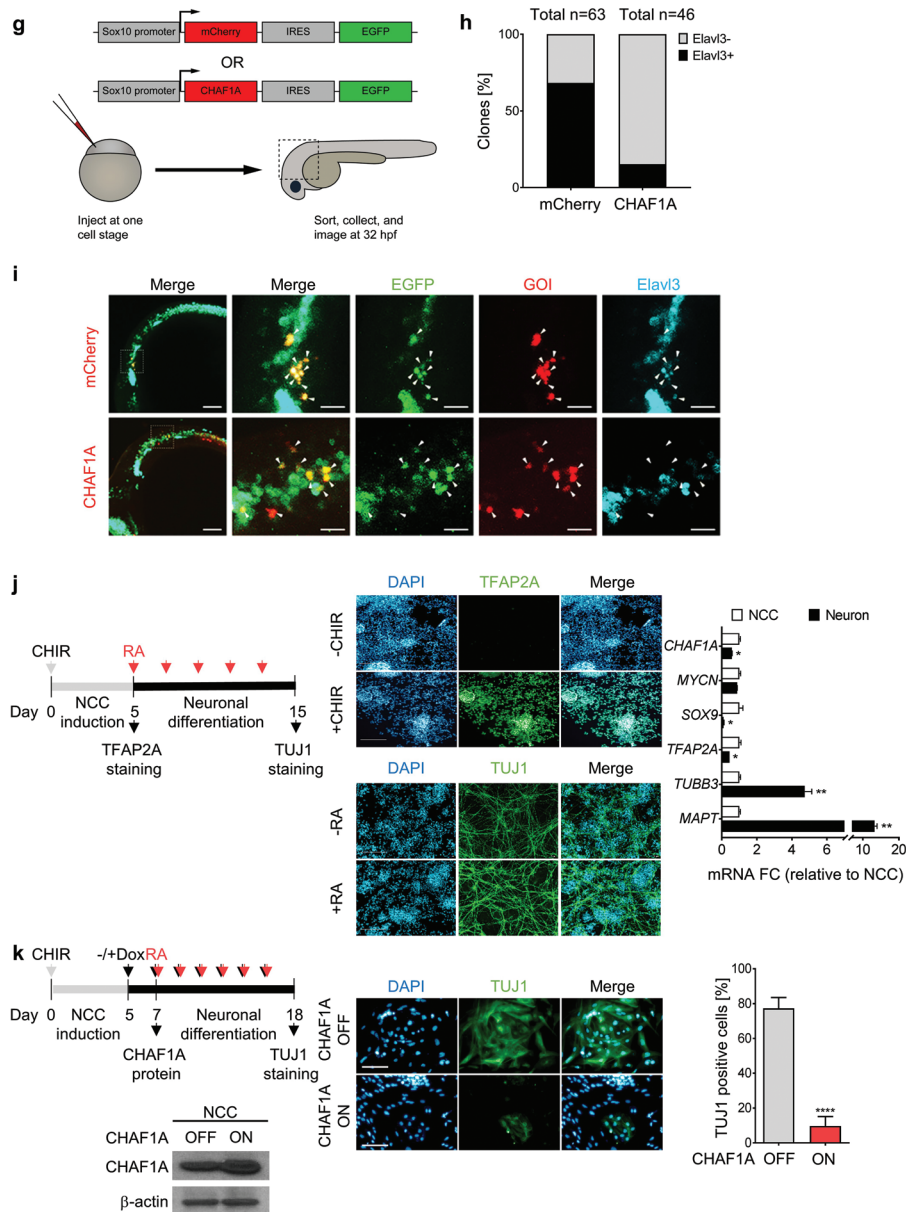 g
Sox10 promoter mCherry IRES EGFP
OR
Sox10 promoter CHAF1A IRES EGFP
Inject at one
cell stage
Sort, collect, and
image at 32 hpf
h
Total n=63 Total n=46
Elavl3-
Elavl3+
Clones [%]
100
50
0
mCherry CHAF1A
i
Merge Merge EGFP GOI Elavl3
mCherry
CHAF1A
j
CHIR RA
NCC
induction
Neuronal
differentiation
Day 0 5 15
TFAP2A
staining
TUJ1
staining
DAPI TFAP2A Merge
-CHIR
+CHIR
DAPI TUJ1 Merge
-RA
+RA
NCC Neuron
CHAF1A
*
MYCN
SOX9
*
TFAP2A
*
TUBB3
**
MAPT
**
0 2 4 6 10 20
mRNA FC (relative to NCC)
k
CHIR -/+DoxRA
NCC
induction
Neuronal
differentiation
Day 0 5 7 18
CHAF1A
protein
TUJ1
staining
NCC
CHAF1A OFF ON
CHAF1A
β-actin
DAPI TUJ1 Merge
CHAF1A
OFF
CHAF1A
ON
TUJ1 positive cells [%]
80
60
40
20
0
****
CHAF1A OFF ON